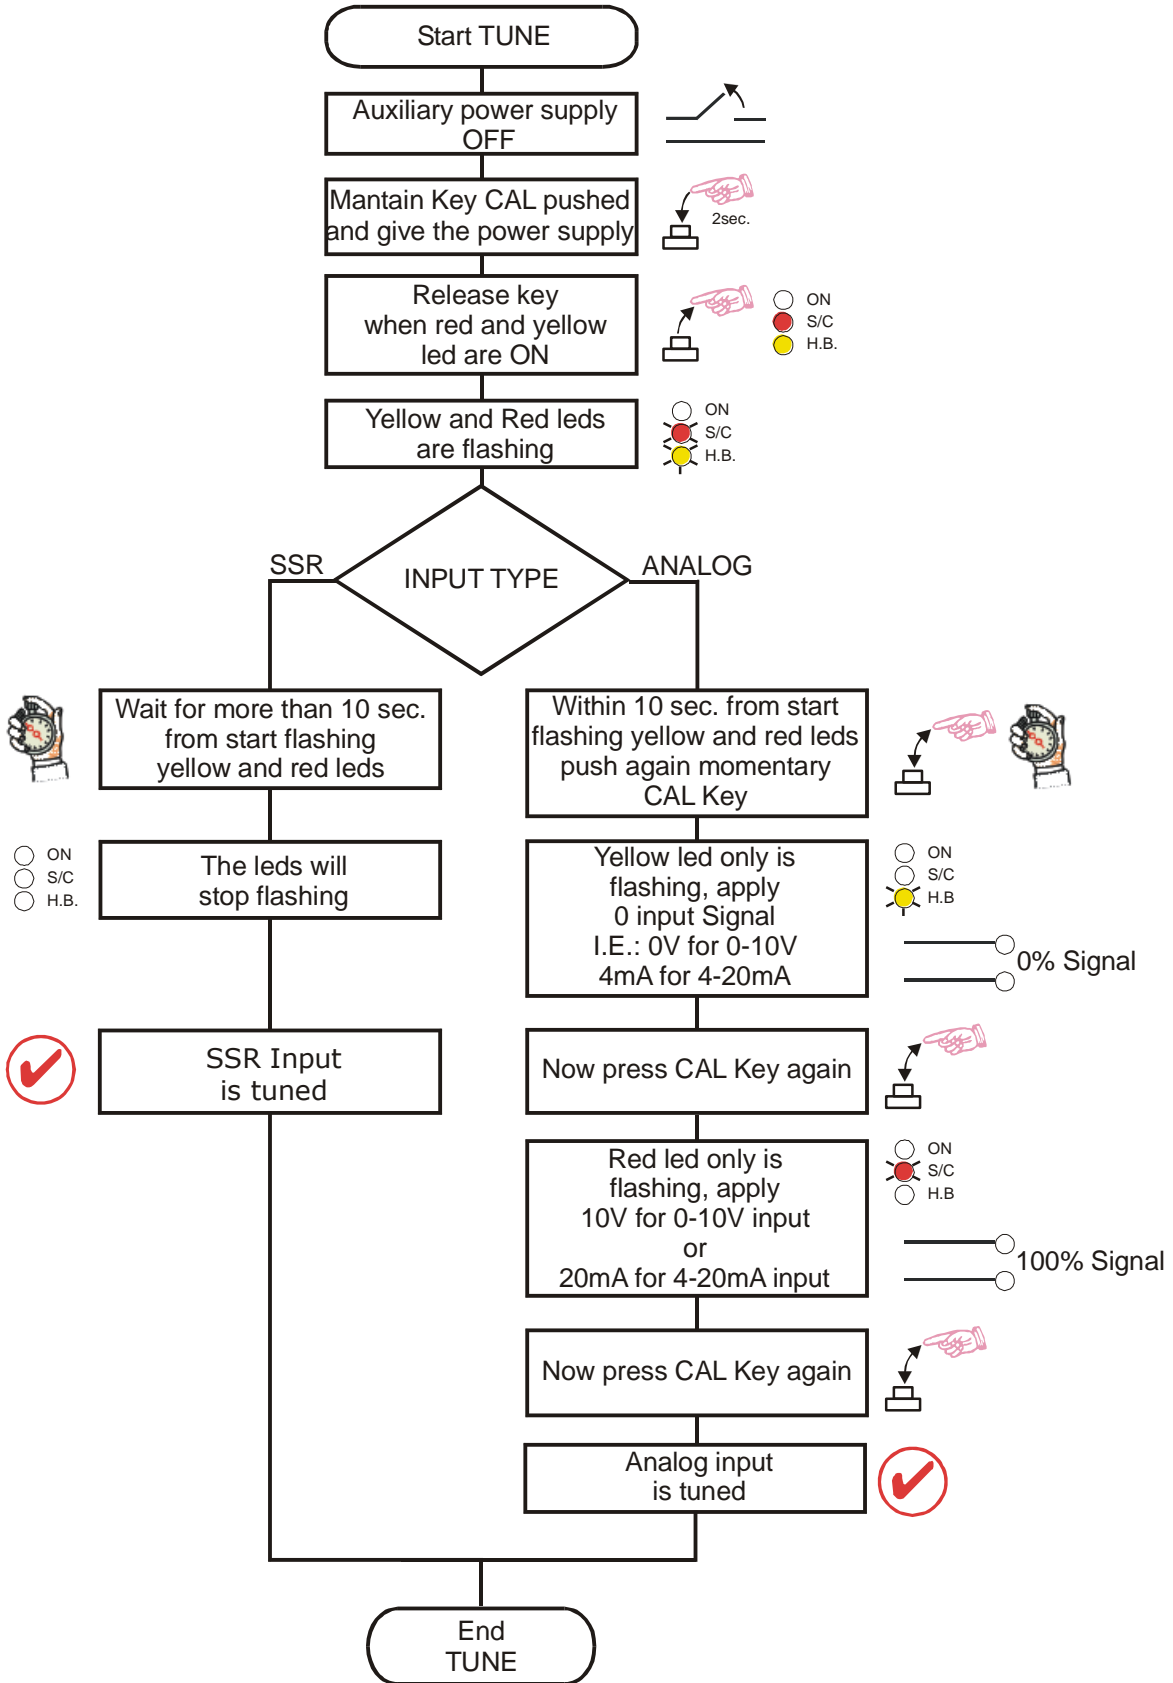 Start TUNE
Auxiliary power supply
OFF
Mantain Key CAL pushed
and give the power supply
2sec.
Release key
when red and yellow
led are ON
ON
S/C
H.B.
Yellow and Red leds
are flashing
ON
S/C
H.B.
SSR
INPUT TYPE
ANALOG
Wait for more than 10 sec.
from start flashing
yellow and red leds
ON
S/C
H.B.
The leds will
stop flashing
SSR Input
is tuned
Within 10 sec. from start
flashing yellow and red leds
push again momentary
CAL Key
Yellow led only is
flashing, apply
0 input Signal
I.E.: 0V for 0-10V
4mA for 4-20mA
ON
S/C
H.B
0% Signal
Now press CAL Key again
Red led only is
flashing, apply
10V for 0-10V input
or
20mA for 4-20mA input
ON
S/C
H.B
100% Signal
Now press CAL Key again
Analog input
is tuned
End
TUNE